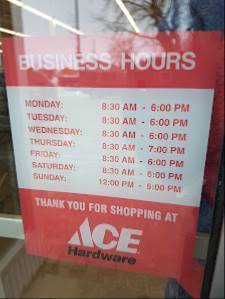 BUSINESS HOURS
MONDAY: 8:30 AM - 6:00 PM
TUESDAY: 8:30 AM - 6:00 PM
WEDNESDAY: 8:30 AM - 6:00 PM
THURSDAY: 8:30 AM - 7:00 PM
FRIDAY: 8:30 AM - 6:00 PM
SATURDAY: 8:30 AM - 6:00 PM
SUNDAY: 12:00 PM - 5:00 PM
THANK YOU FOR SHOPPING AT
ACE
Hardware